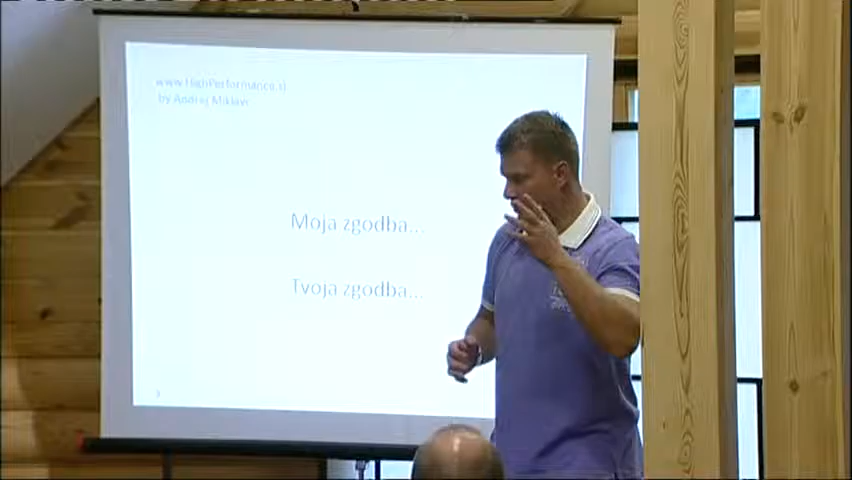 www.HighPerformance.si
by Andrej Miklavc
Moja zgodba...
Tvoja zgodba...